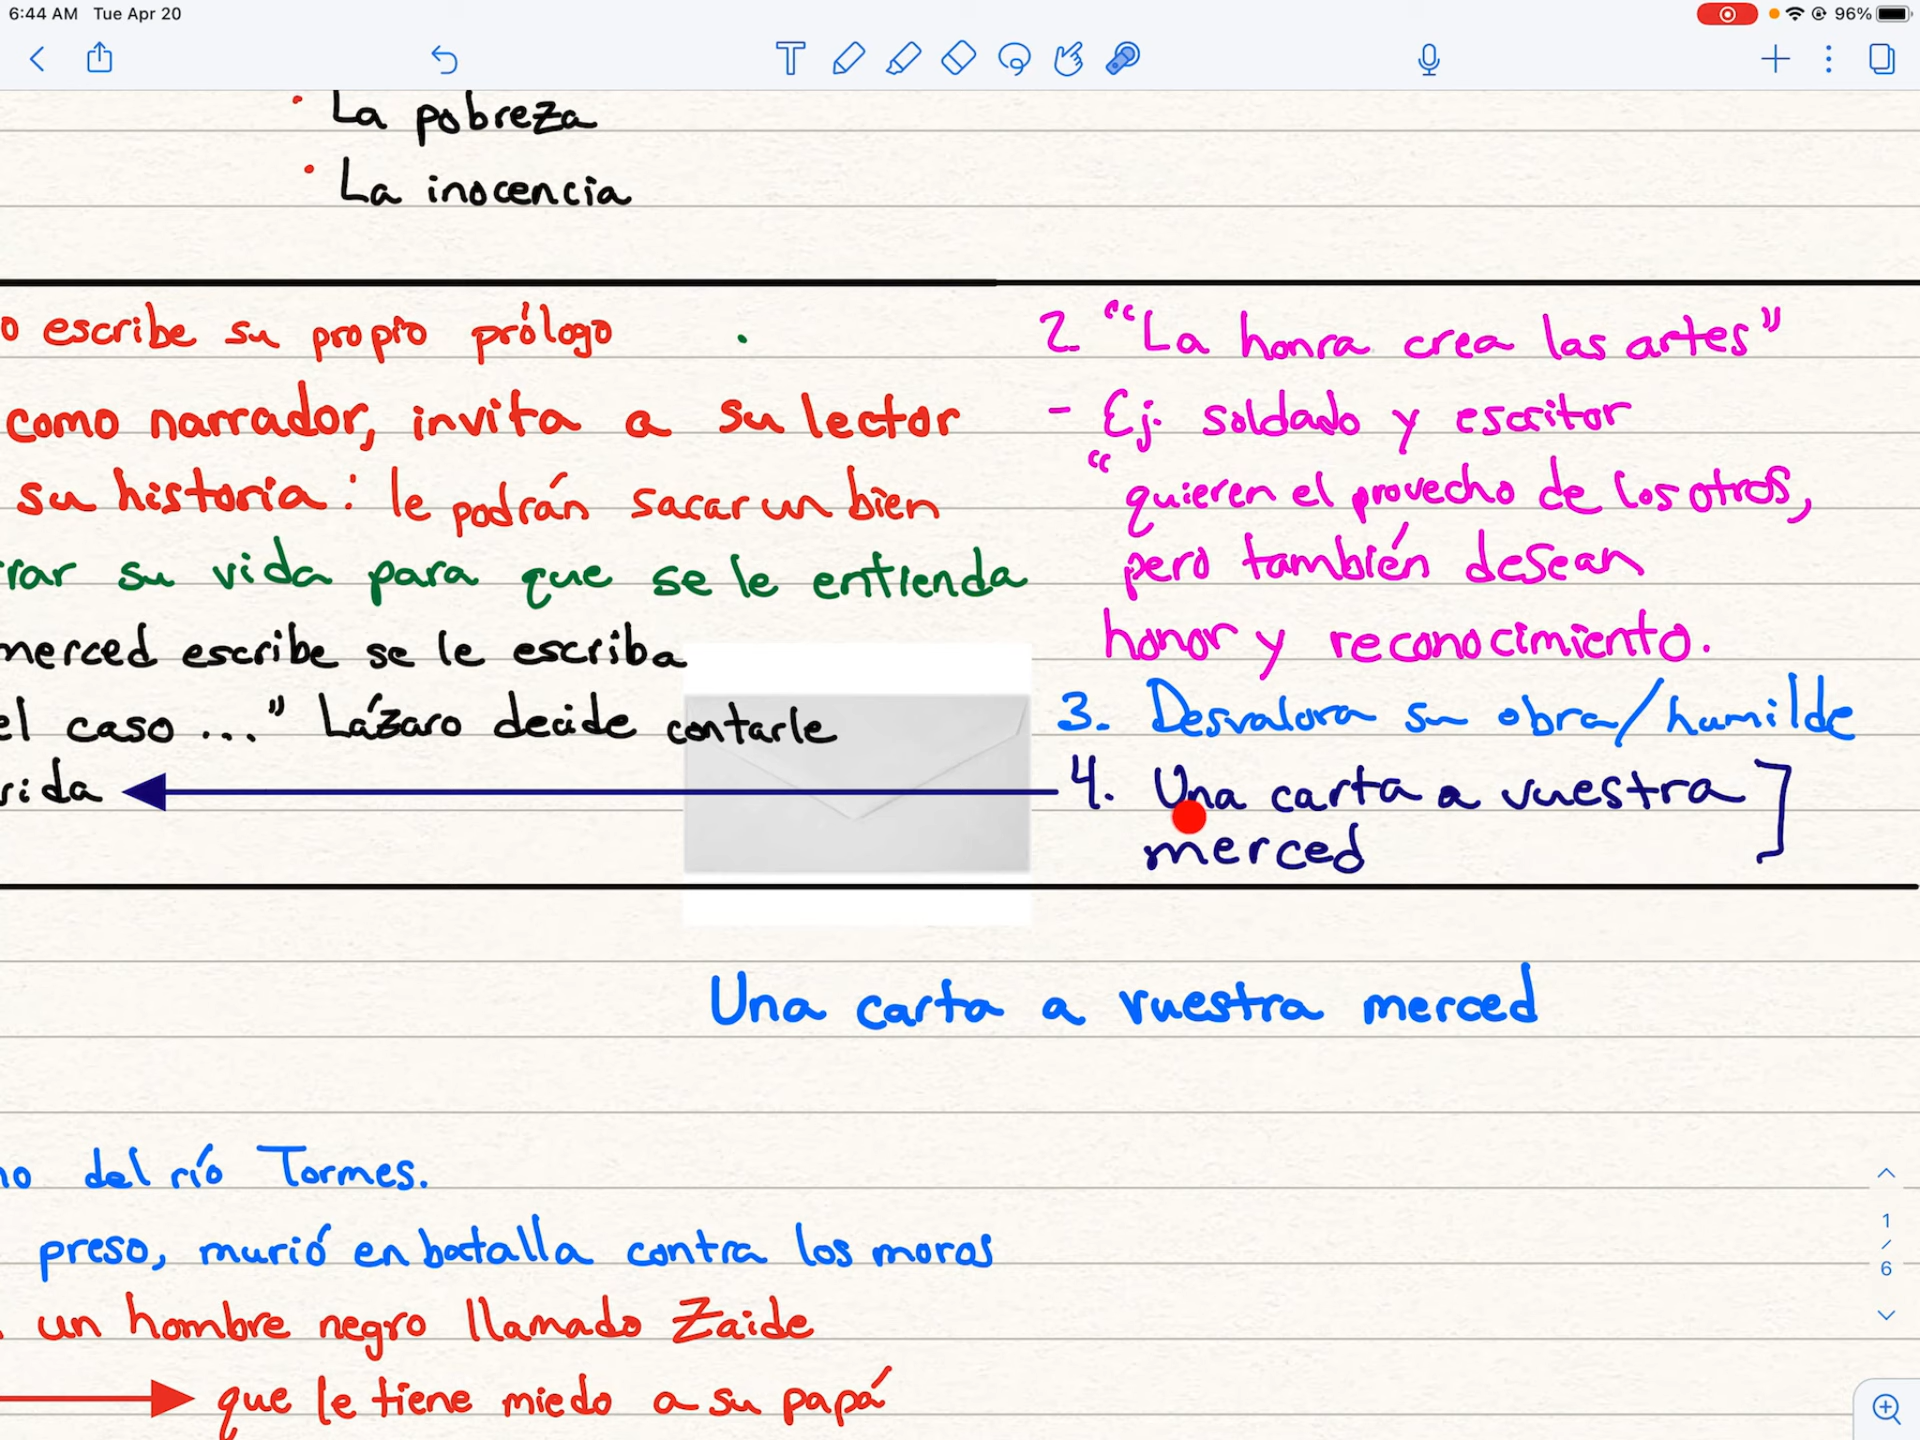 6:44 AM Tue Apr 20
96%
• La pobreza
• La inocencia
o escribe su propio prólogo
como narrador, invita a su lector
su historia: le podrán sacar un bien
rar su vida para que se le entienda
merced escribe se le escriba
el caso ..." Lázaro decide contarle
2. "La honra crea las artes"
- Ej. soldado y escritor
"quieren el provecho de los otros,
pero también desean
honor y reconocimiento.
3. Desvalora su obra/humilde
4. Una carta a vuestra
merced
Una carta a vuestra merced
no del río Tormes.
preso, murió en batalla contra los moros
un hombre negro llamado Zaide
que le tiene miedo a su papá
1
/
6